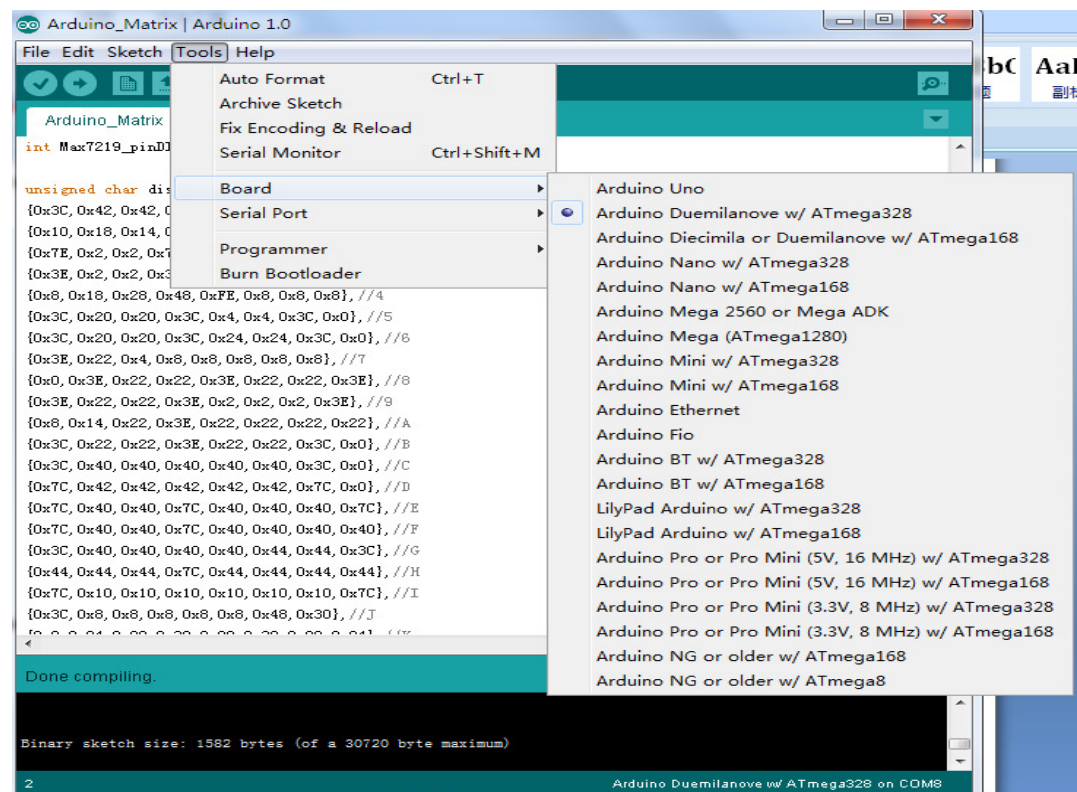 Arduino_Matrix | Arduino 1.0
File Edit Sketch Tools Help
Auto Format Ctrl+T
Archive Sketch
Fix Encoding & Reload
Serial Monitor Ctrl+Shift+M
Board
Serial Port
Programmer
Burn Bootloader
Arduino Uno
Arduino Duemilanove w/ ATmega328
Arduino Diecimila or Duemilanove w/ ATmega168
Arduino Nano w/ ATmega328
Arduino Nano w/ ATmega168
Arduino Mega 2560 or Mega ADK
Arduino Mega (ATmega1280)
Arduino Mini w/ ATmega328
Arduino Mini w/ ATmega168
Arduino Ethernet
Arduino Fio
Arduino BT w/ ATmega328
Arduino BT w/ ATmega168
LilyPad Arduino w/ ATmega328
LilyPad Arduino w/ ATmega168
Arduino Pro or Pro Mini (5V, 16 MHz) w/ ATmega328
Arduino Pro or Pro Mini (5V, 16 MHz) w/ ATmega168
Arduino Pro or Pro Mini (3.3V, 8 MHz) w/ ATmega328
Arduino Pro or Pro Mini (3.3V, 8 MHz) w/ ATmega168
Arduino NG or older w/ ATmega168
Arduino NG or older w/ ATmega8
Arduino_Matrix
int Max7219_pinD
unsigned char dis
{0x3C, 0x42, 0x42, 0
{0x10, 0x18, 0x14, 0
{0x7E, 0x2, 0x2, 0x7
{0x3E, 0x2, 0x2, 0x3
{0x8, 0x18, 0x28, 0x48, 0xFE, 0x8, 0x8, 0x8}, //4
{0x3C, 0x20, 0x20, 0x3C, 0x4, 0x4, 0x3C, 0x0}, //5
{0x3C, 0x20, 0x20, 0x3C, 0x24, 0x24, 0x3C, 0x0}, //6
{0x3E, 0x22, 0x4, 0x8, 0x8, 0x8, 0x8, 0x8}, //7
{0x0, 0x3E, 0x22, 0x22, 0x3E, 0x22, 0x22, 0x3E}, //8
{0x3E, 0x22, 0x22, 0x3E, 0x2, 0x2, 0x2, 0x3E}, //9
{0x8, 0x14, 0x22, 0x3E, 0x22, 0x22, 0x22, 0x22}, //A
{0x3C, 0x22, 0x22, 0x3E, 0x22, 0x22, 0x3C, 0x0}, //B
{0x3C, 0x40, 0x40, 0x40, 0x40, 0x40, 0x3C, 0x0}, //C
{0x7C, 0x42, 0x42, 0x42, 0x42, 0x42, 0x7C, 0x0}, //D
{0x7C, 0x40, 0x40, 0x7C, 0x40, 0x40, 0x40, 0x7C}, //E
{0x7C, 0x40, 0x40, 0x7C, 0x40, 0x40, 0x40, 0x40}, //F
{0x3C, 0x40, 0x40, 0x40, 0x40, 0x44, 0x44, 0x3C}, //G
{0x44, 0x44, 0x44, 0x7C, 0x44, 0x44, 0x44, 0x44}, //H
{0x7C, 0x10, 0x10, 0x10, 0x10, 0x10, 0x10, 0x7C}, //I
{0x3C, 0x8, 0x8, 0x8, 0x8, 0x8, 0x48, 0x30}, //J
Done compiling.
Binary sketch size: 1582 bytes (of a 30720 byte maximum)
2
Arduino Duemilanove w/ ATmega328 on COM8